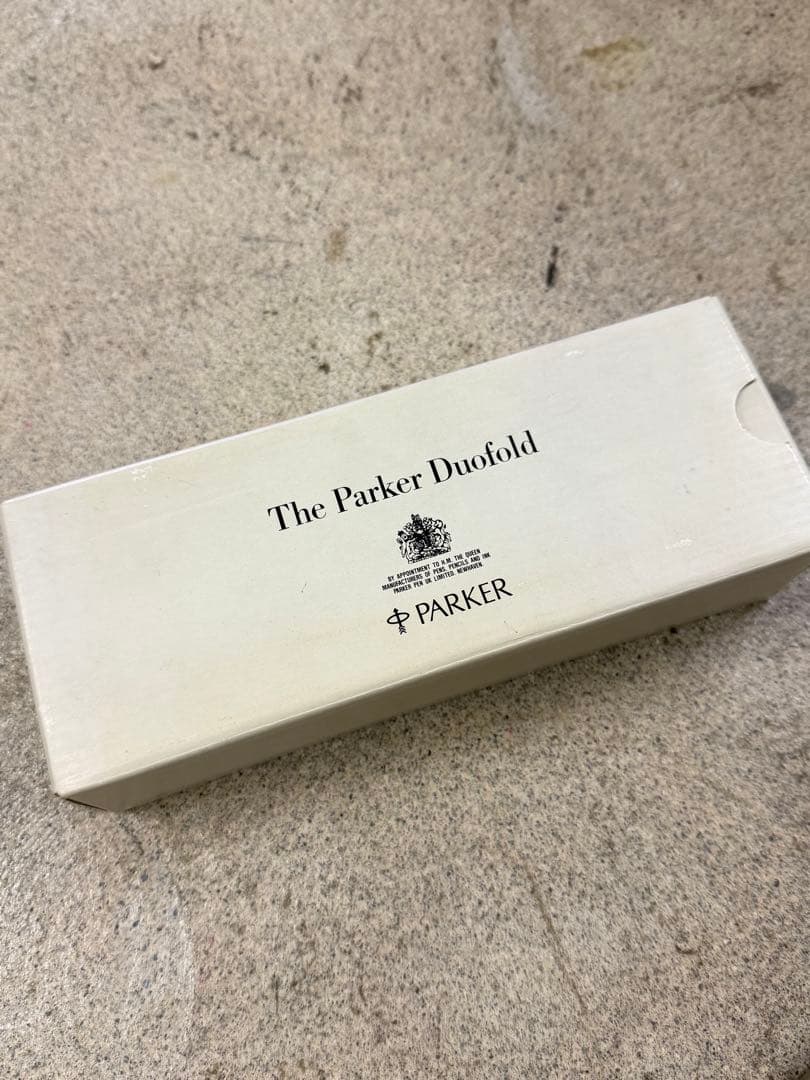 The Parker Duofold
BY APPOINTMENT TO H.M. THE QUEEN
MANUFACTURERS OF PENS, PENCILS AND INK
PARKER PEN UK LIMITED. NEWHAVEN.
PARKER